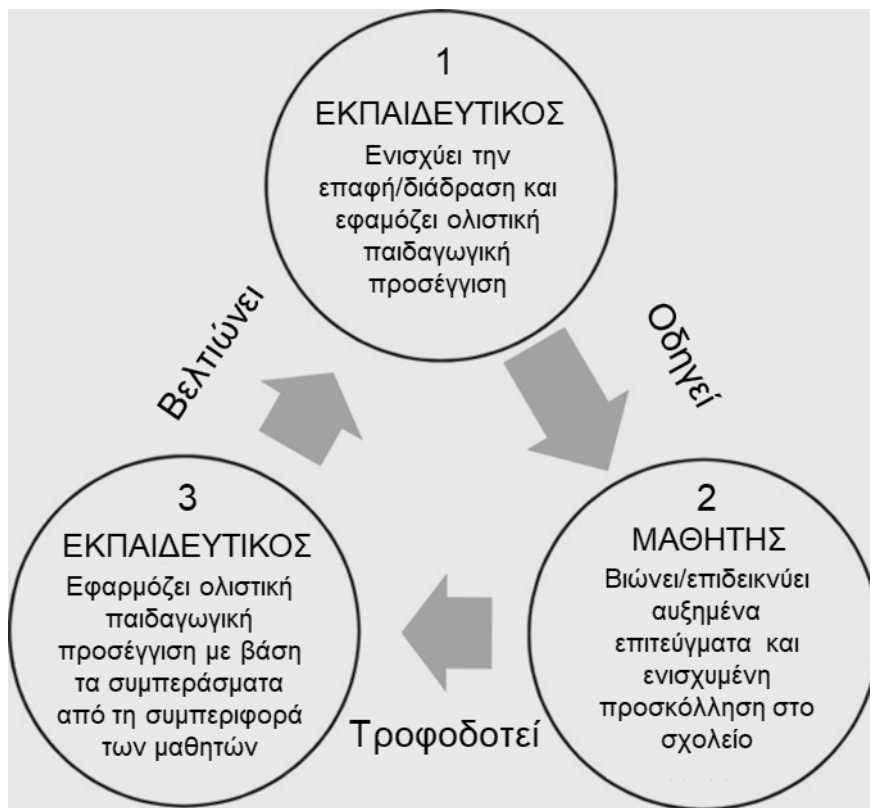 1
ΕΚΠΑΙΔΕΥΤΙΚΟΣ
Ενισχύει την
επαφή/διάδραση και
εφαμόζει ολιστική
παιδαγωγική
προσέγγιση
Βελτιώνει
Οδηγεί
3
ΕΚΠΑΙΔΕΥΤΙΚΟΣ
Εφαρμόζει ολιστική
παιδαγωγική
προσέγγιση με βάση
τα συμπεράσματα
από τη συμπεριφορά
των μαθητών
2
ΜΑΘΗΤΗΣ
Βιώνει/επιδεικνύει
αυξημένα
επιτεύγματα και
ενισχυμένη
προσκόλληση στο
σχολείο
Τροφοδοτεί